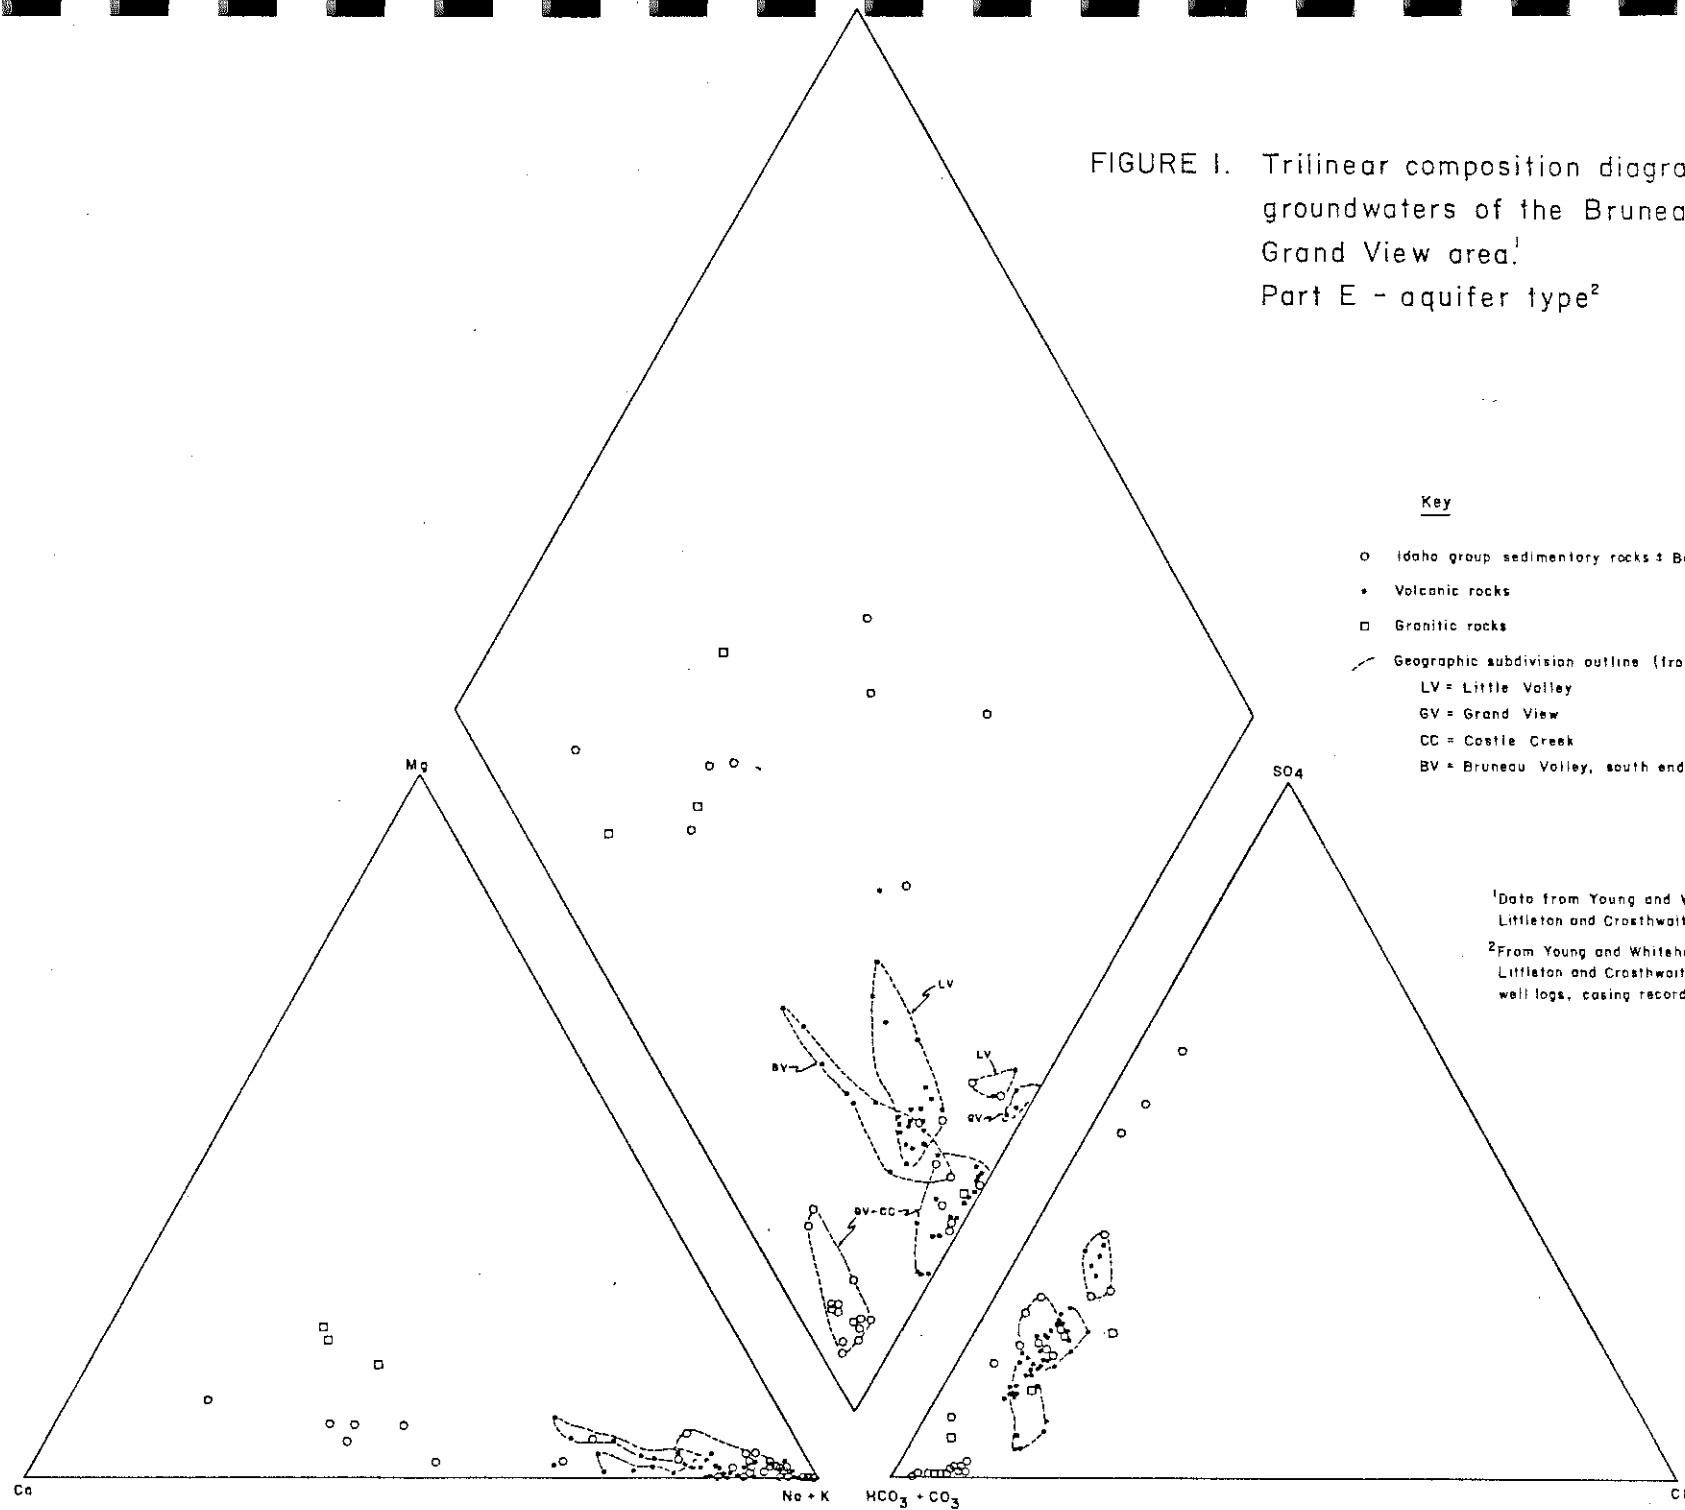 FIGURE 1. Trilinear composition diagra
groundwaters of the Brunea
Grand View area.¹
Part E - aquifer type²
Key
Idaho group sedimentary rocks ± B
Volcanic rocks
Granitic rocks
Geographic subdivision outline (fro
LV = Little Valley
GV = Grand View
CC = Castle Creek
BV = Bruneau Valley, south end
Mg
SO4
¹Data from Young and W
Littleton and Crosthwait
²From Young and Whiteh
Littleton and Crosthwait
well logs, casing record
LV
BV
LV
GV
GV-CC
Ca
Na + K
HCO3 + CO3
C